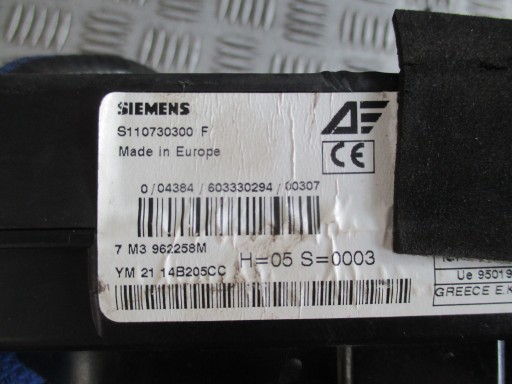 SIEMENS
S110730300 F
Made in Europe
CE
0/04384/603330294/00307
7 M3 962258M
H=05 S=0003
YM 21 14B205CC
Ue 95019
GREECE E.K